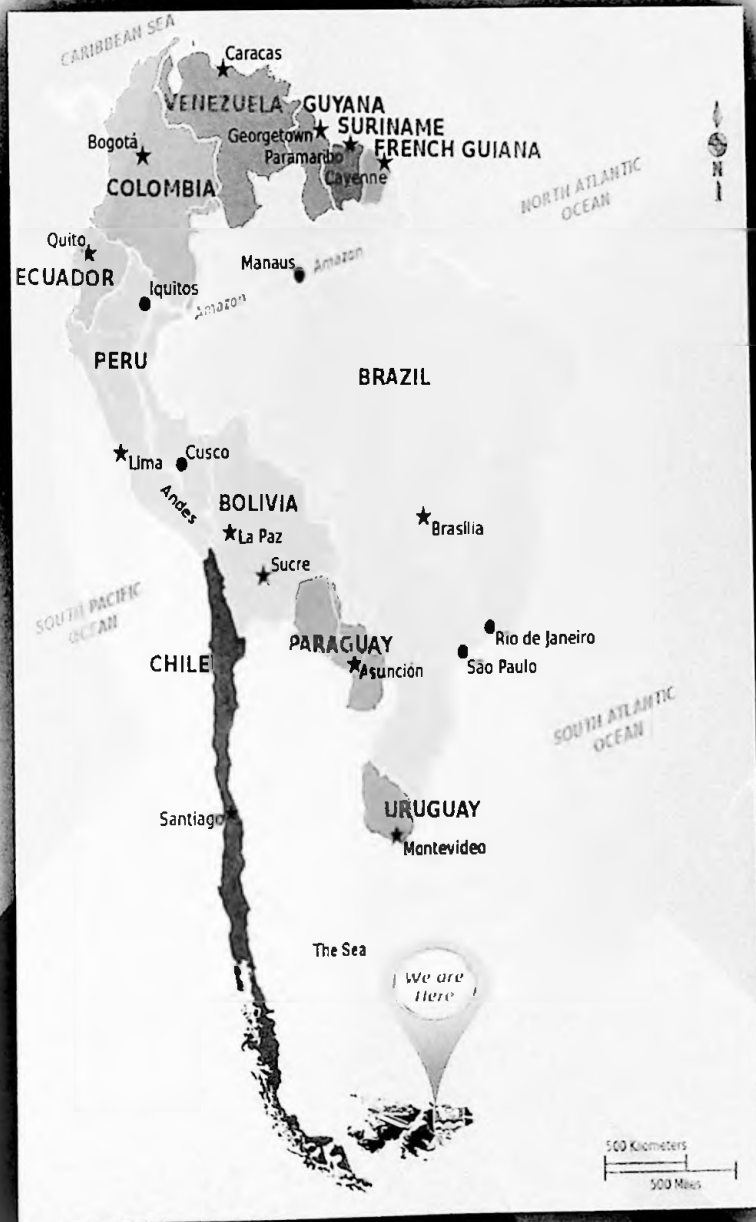 CARIBBEAN SEA
Caracas
VENEZUELA
GUYANA
Georgetown
SURINAME
Paramaribo
FRENCH GUIANA
Cayenne
Bogotá
COLOMBIA
NORTH ATLANTIC
OCEAN
N
Quito
ECUADOR
Manaus
Amazon
Iquitos
Amazon
PERU
BRAZIL
Lima
Cusco
Andes
BOLIVIA
La Paz
Brasília
Sucre
SOUTH PACIFIC
OCEAN
Rio de Janeiro
PARAGUAY
São Paulo
CHILE
Asunción
SOUTH ATLANTIC
OCEAN
Santiago
URUGUAY
Montevideo
The Sea
We are
Here
500 Kilometers
500 Miles